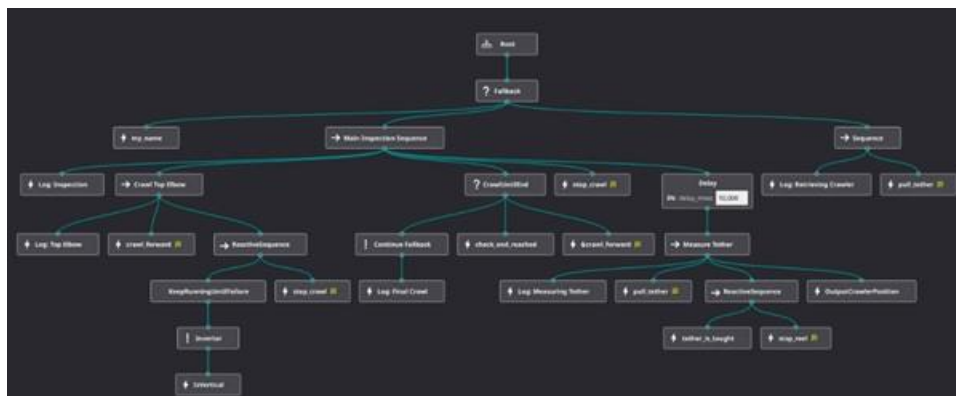 Root
Fallback
my_name
Main Inspection Sequence
Sequence
Log: Inspection
Crawl Top Elbow
CrawlUntilEnd
stop_crawl
Delay
IN: delay_msec 10,000
Log: Retrieving Crawler
pull_tether
Log: Top Elbow
crawl_forward
ReactiveSequence
Continue Fallback
check_end_reached
&crawl_forward
Measure Tether
KeepRunningUntilFailure
stop_crawl
Log: Final Crawl
Log: Measuring Tether
pull_tether
ReactiveSequence
OutputCrawlerPosition
Inverter
tether_is_taught
stop_reel
IsVertical